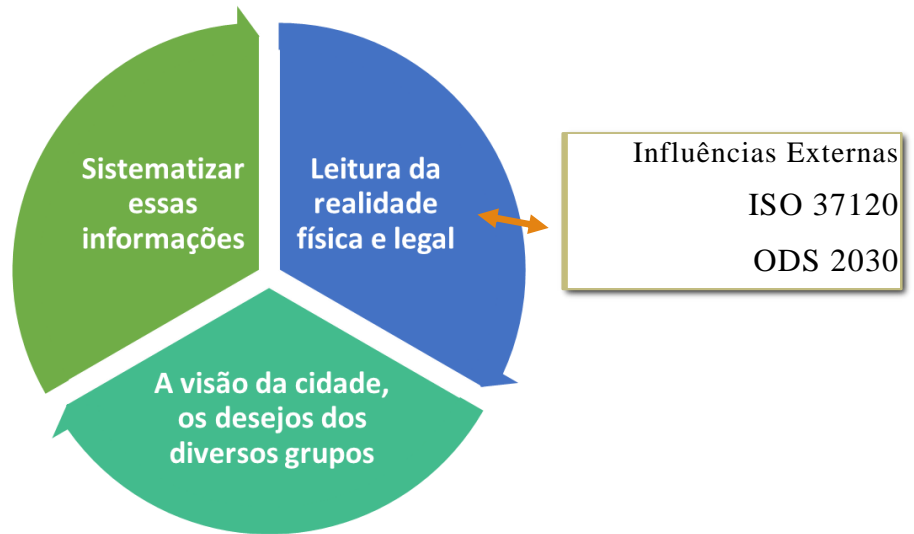 Sistematizar
essas
informações
Leitura da
realidade
física e legal
A visão da cidade,
os desejos dos
diversos grupos
Influências Externas
ISO 37120
ODS 2030